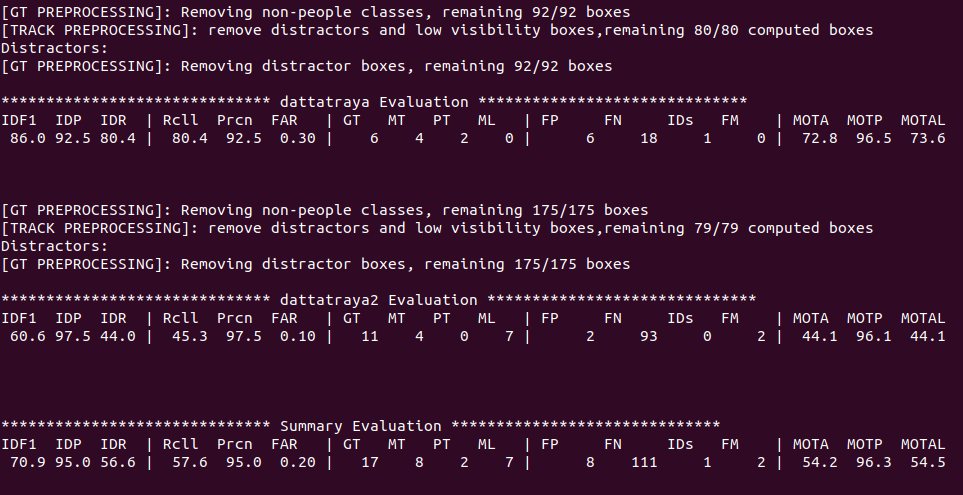 [GT PREPROCESSING]: Removing non-people classes, remaining 92/92 boxes
[TRACK PREPROCESSING]: remove distractors and low visibility boxes,remaining 80/80 computed boxes
Distractors:
[GT PREPROCESSING]: Removing distractor boxes, remaining 92/92 boxes
****************************** dattatraya Evaluation ******************************
IDF1  IDP  IDR  | Rcll  Prcn  FAR   | GT   MT   PT   ML   | FP     FN   IDs   FM    | MOTA  MOTP  MOTAL
 86.0 92.5 80.4 |  80.4  92.5  0.30 |    6    4    2    0 |      6     18     1     0 |  72.8  96.5  73.6
[GT PREPROCESSING]: Removing non-people classes, remaining 175/175 boxes
[TRACK PREPROCESSING]: remove distractors and low visibility boxes,remaining 79/79 computed boxes
Distractors:
[GT PREPROCESSING]: Removing distractor boxes, remaining 175/175 boxes
****************************** dattatraya2 Evaluation ******************************
IDF1  IDP  IDR  | Rcll  Prcn  FAR   | GT   MT   PT   ML   | FP     FN   IDs   FM    | MOTA  MOTP  MOTAL
 60.6 97.5 44.0 |  45.3  97.5  0.10 |   11    4    0    7 |      2     93     0     2 |  44.1  96.1  44.1
****************************** Summary Evaluation ******************************
IDF1  IDP  IDR  | Rcll  Prcn  FAR   | GT   MT   PT   ML   | FP     FN   IDs   FM    | MOTA  MOTP  MOTAL
 70.9 95.0 56.6 |  57.6  95.0  0.20 |   17    8    2    7 |      8    111     1     2 |  54.2  96.3  54.5